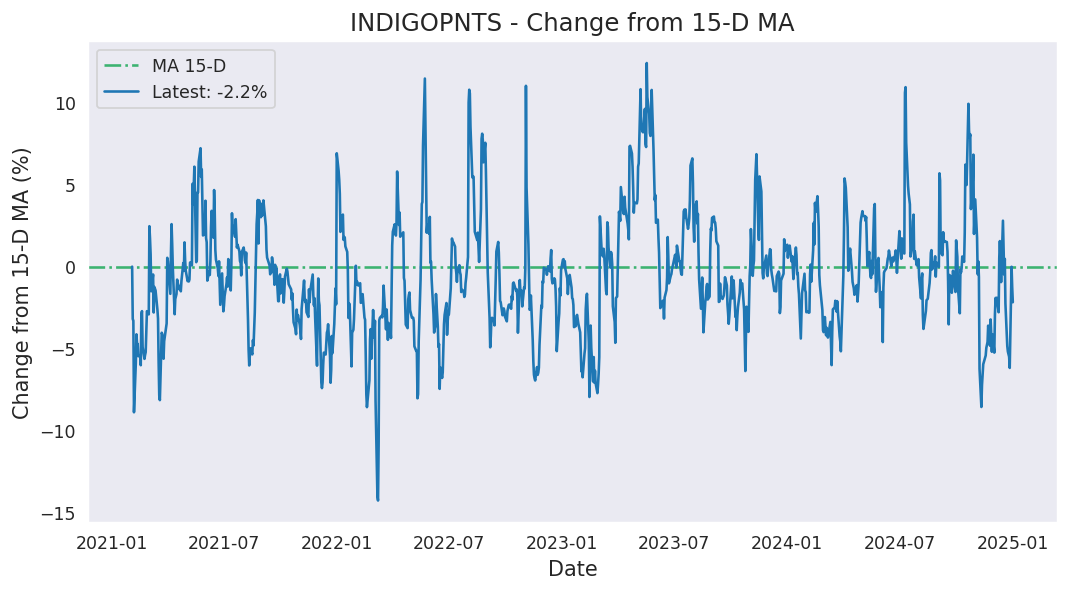 INDIGOPNTS - Change from 15-D MA
MA 15-D
Latest: -2.2%
Change from 15-D MA (%)
10
5
0
−5
−10
−15
2021-01 2021-07 2022-01 2022-07 2023-01 2023-07 2024-01 2024-07 2025-01
Date